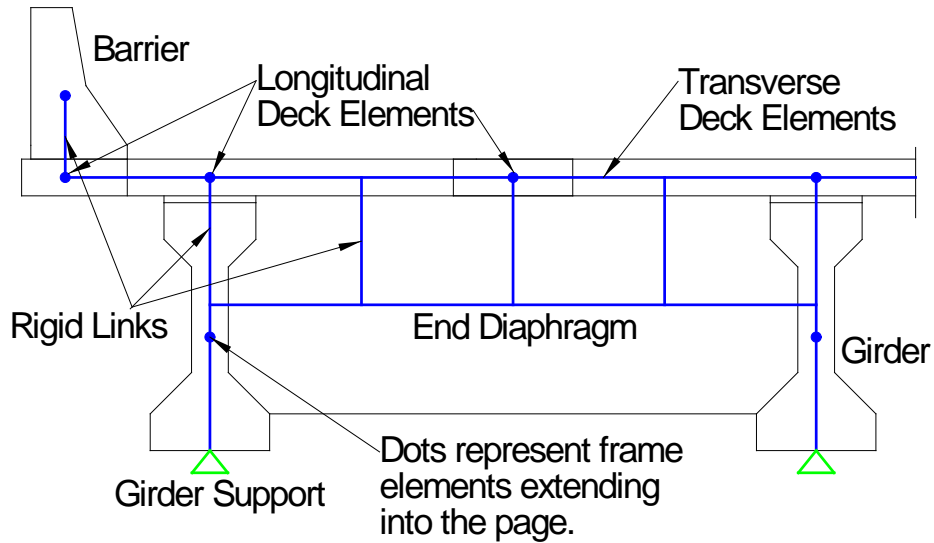 Barrier
Longitudinal
Deck Elements
Transverse
Deck Elements
Rigid Links
End Diaphragm
Girder
Girder Support
Dots represent frame
elements extending
into the page.